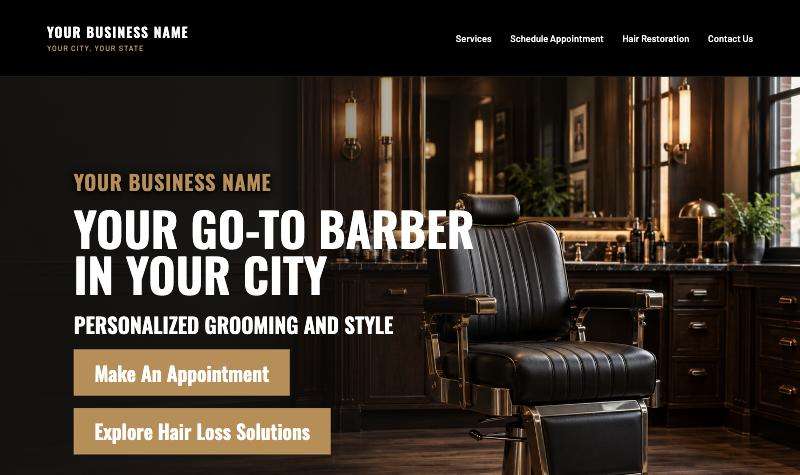 YOUR BUSINESS NAME
YOUR CITY, YOUR STATE
Services
Schedule Appointment
Hair Restoration
Contact Us
YOUR BUSINESS NAME
YOUR GO-TO BARBER
IN YOUR CITY
PERSONALIZED GROOMING AND STYLE
Make An Appointment
Explore Hair Loss Solutions